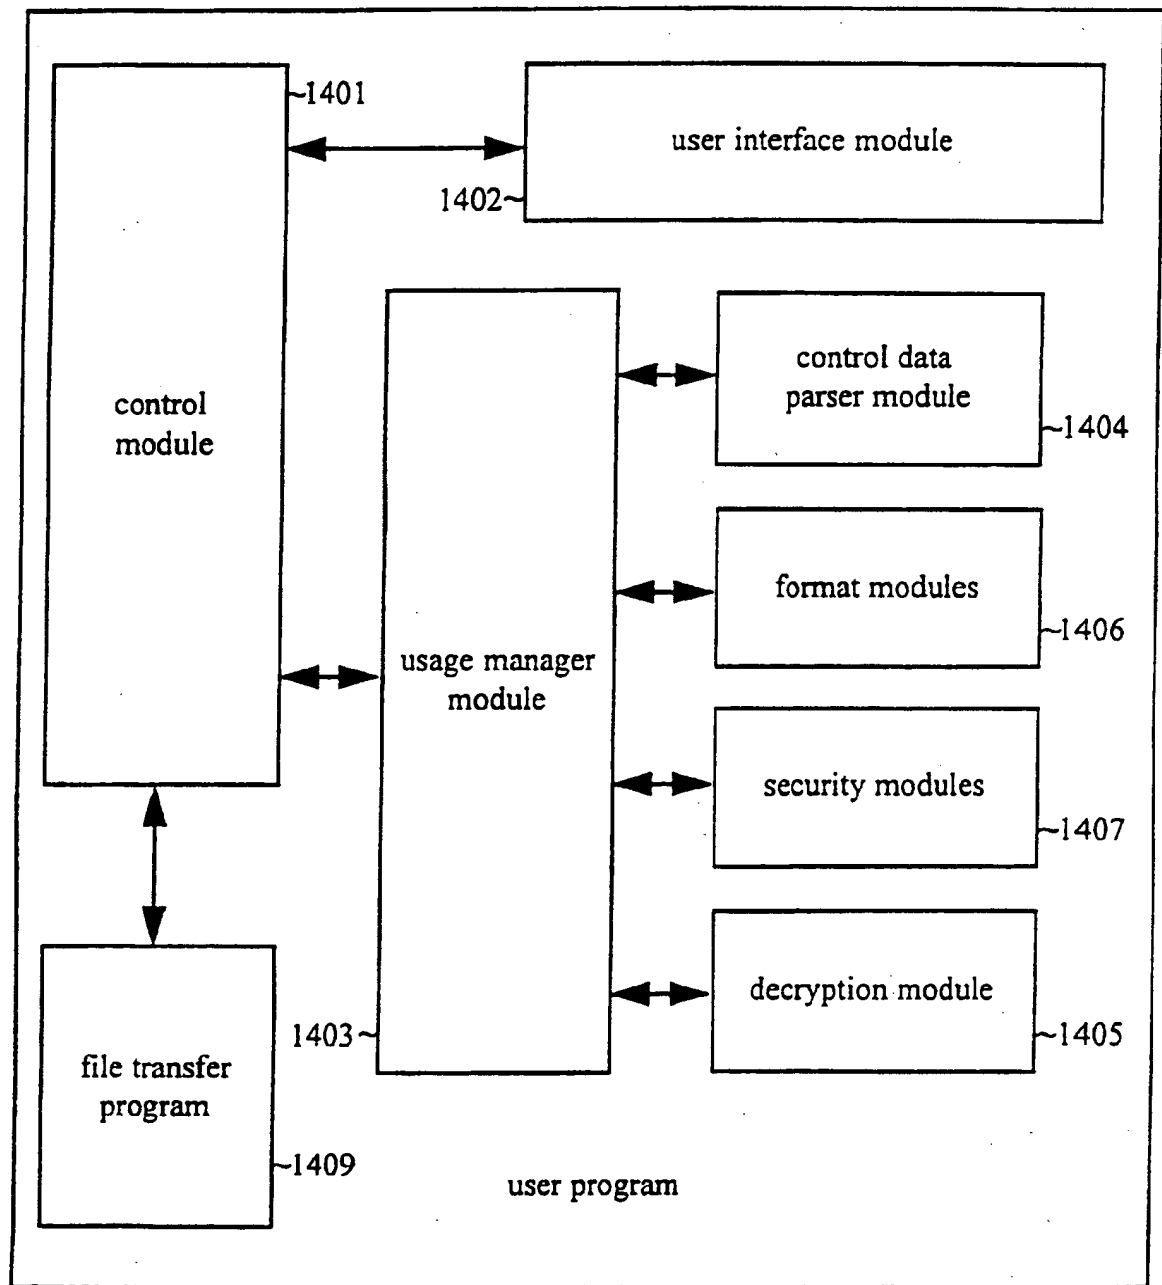 ~1401
user interface module
1402~
control data
parser module
~1404
control
module
format modules
~1406
usage manager
module
security modules
~1407
decryption module
1403~
~1405
file transfer
program
~1409
user program